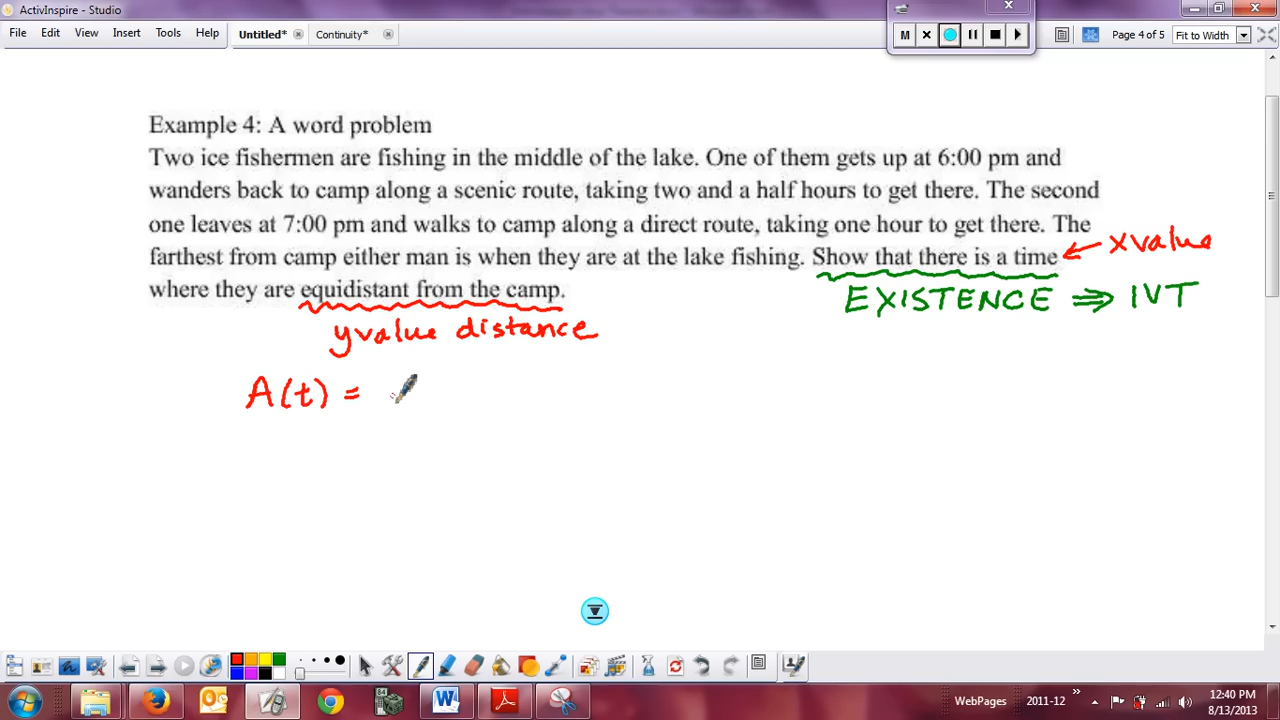 ActivInspire - Studio
File Edit View Insert Tools Help Untitled* Continuity* M Page 4 of 5 Fit to Width
Example 4: A word problem
Two ice fishermen are fishing in the middle of the lake. One of them gets up at 6:00 pm and
wanders back to camp along a scenic route, taking two and a half hours to get there. The second
one leaves at 7:00 pm and walks to camp along a direct route, taking one hour to get there. The
farthest from camp either man is when they are at the lake fishing. Show that there is a time
x value
where they are equidistant from the camp.
EXISTENCE ⇒ IVT
y value distance
A(t) =
WebPages 2011-12 » 12:40 PM
8/13/2013